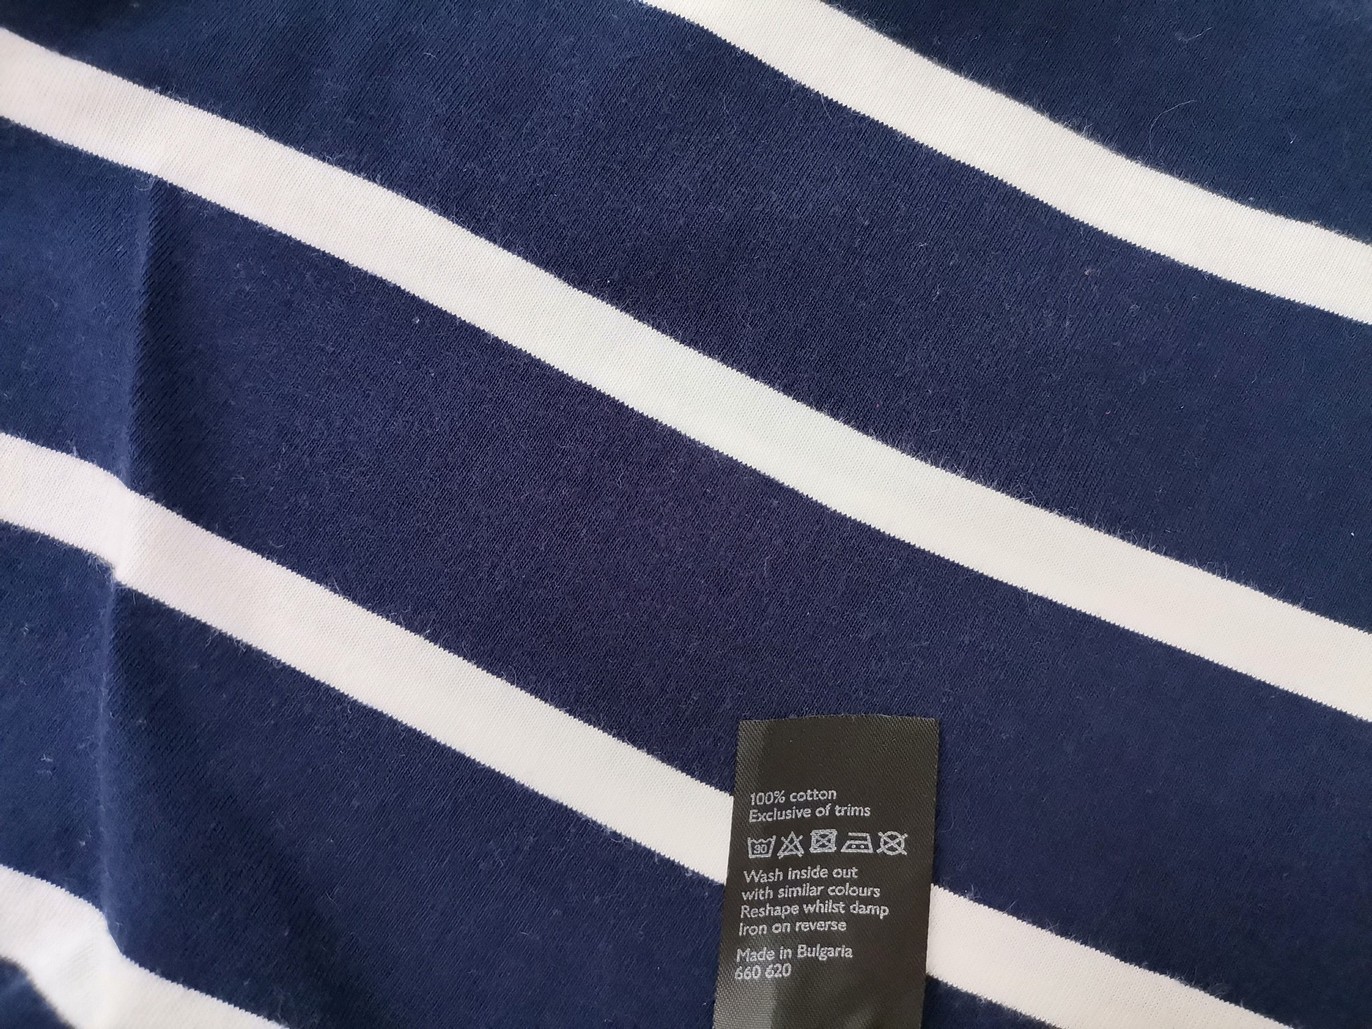 100% cotton
Exclusive of trims
30
Wash inside out
with similar colours
Reshape whilst damp
Iron on reverse
Made in Bulgaria
660 620